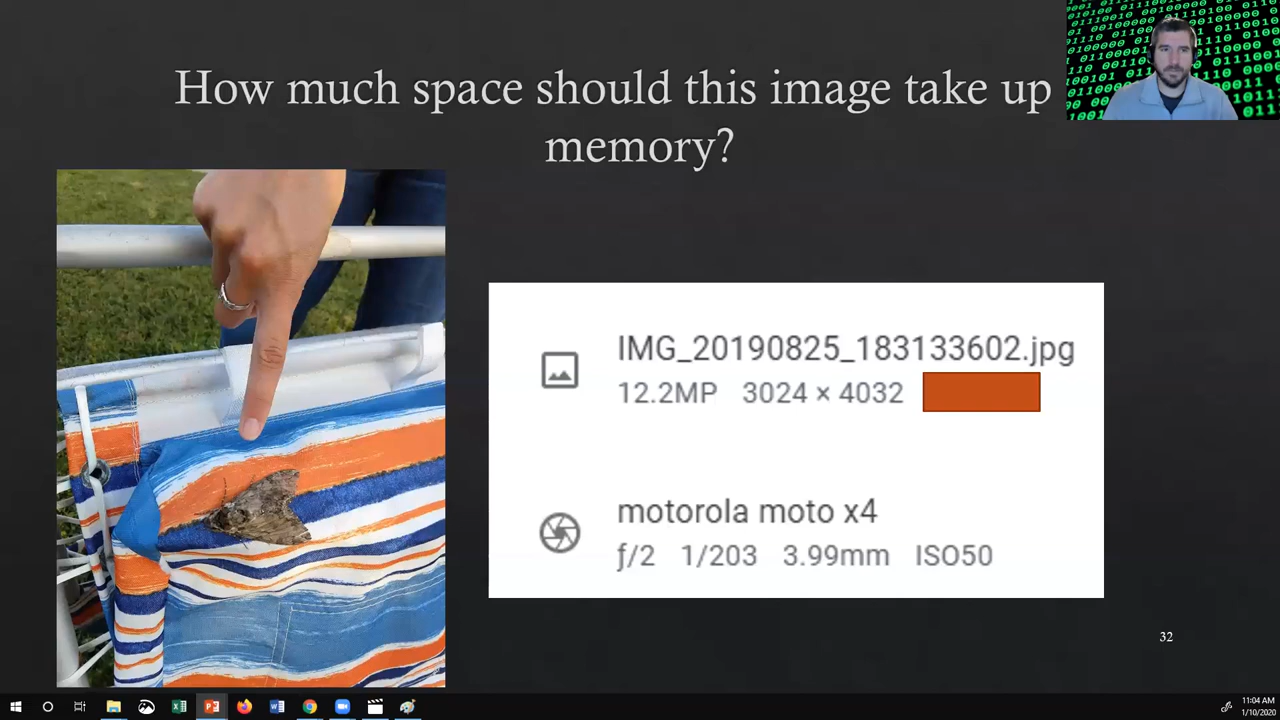 How much space should this image take up
memory?
IMG_20190825_183133602.jpg
12.2MP 3024 × 4032
motorola moto x4
ƒ/2 1/203 3.99mm ISO50
32
11:04 AM
1/10/2020